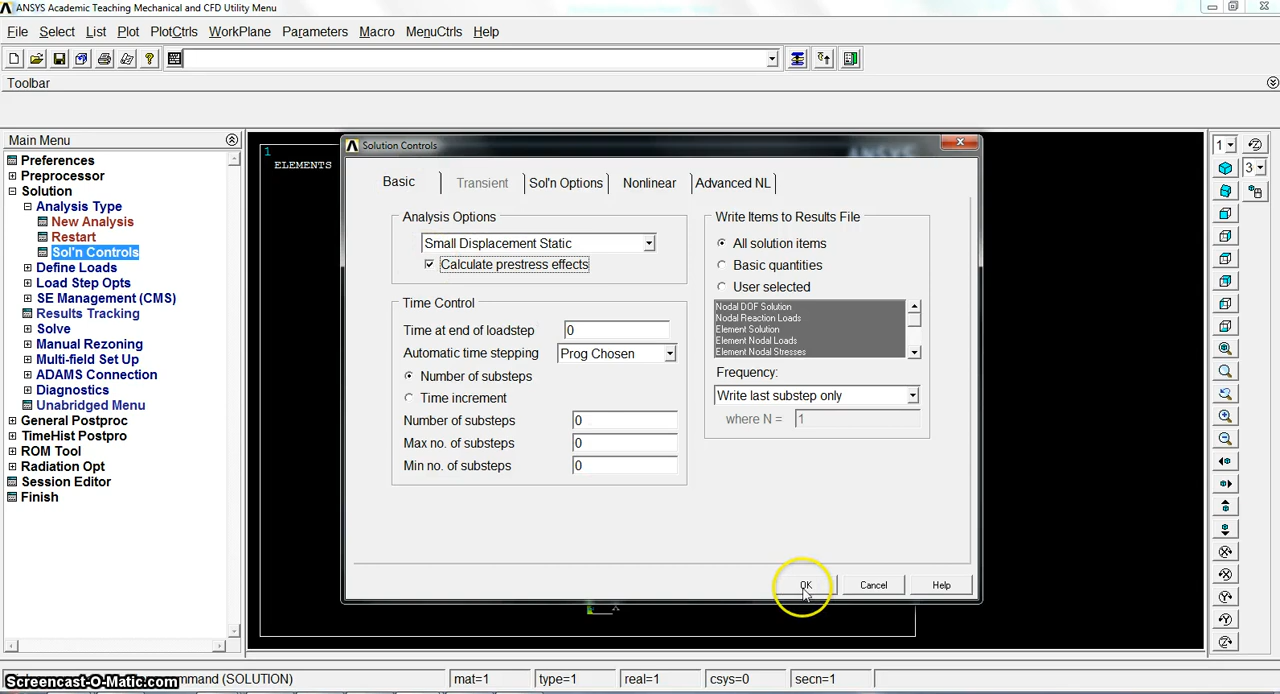 ANSYS Academic Teaching Mechanical and CFD Utility Menu
File Select List Plot PlotCtrls WorkPlane Parameters Macro MenuCtrls Help
Toolbar
Main Menu
Preferences
Preprocessor
Solution
Analysis Type
New Analysis
Restart
Sol'n Controls
Define Loads
Load Step Opts
SE Management (CMS)
Results Tracking
Solve
Manual Rezoning
Multi-field Set Up
ADAMS Connection
Diagnostics
Unabridged Menu
General Postproc
TimeHist Postpro
ROM Tool
Radiation Opt
Session Editor
Finish
1
ELEMENTS
Solution Controls
ANSYS
Basic Transient Sol'n Options Nonlinear Advanced NL
Analysis Options
Small Displacement Static
Calculate prestress effects
Time Control
Time at end of loadstep 0
Automatic time stepping Prog Chosen
Number of substeps
Time increment
Number of substeps 0
Max no. of substeps 0
Min no. of substeps 0
Write Items to Results File
All solution items
Basic quantities
User selected
Nodal DOF Solution
Nodal Reaction Loads
Element Solution
Element Nodal Loads
Element Nodal Stresses
Frequency:
Write last substep only
where N = 1
OK Cancel Help
1
3
Screencast-O-Matic.com
mmand (SOLUTION) mat=1 type=1 real=1 csys=0 secn=1